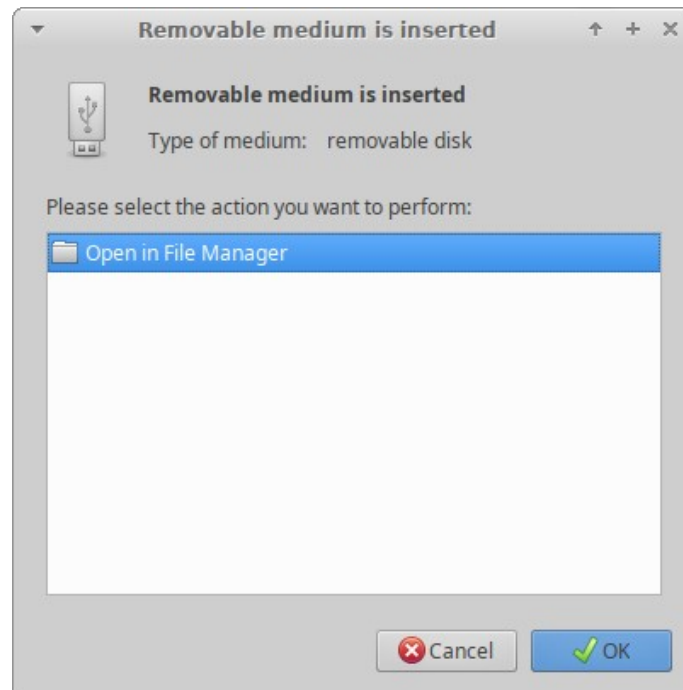 Removable medium is inserted
Removable medium is inserted
Type of medium: removable disk
Please select the action you want to perform:
Open in File Manager
Cancel
OK